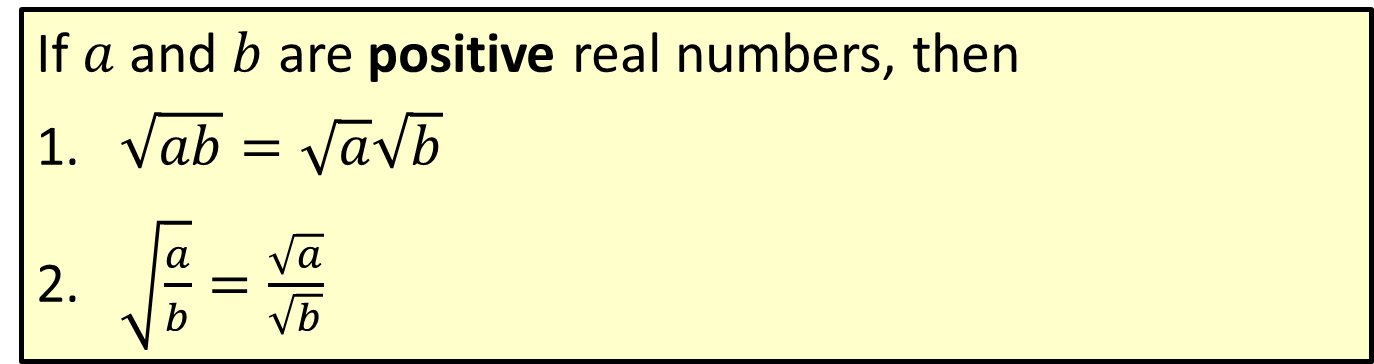 If 𝑎 and 𝑏 are positive real numbers, then
1. √(𝑎𝑏) = √𝑎√𝑏
2. √(𝑎/𝑏) = √𝑎/√𝑏